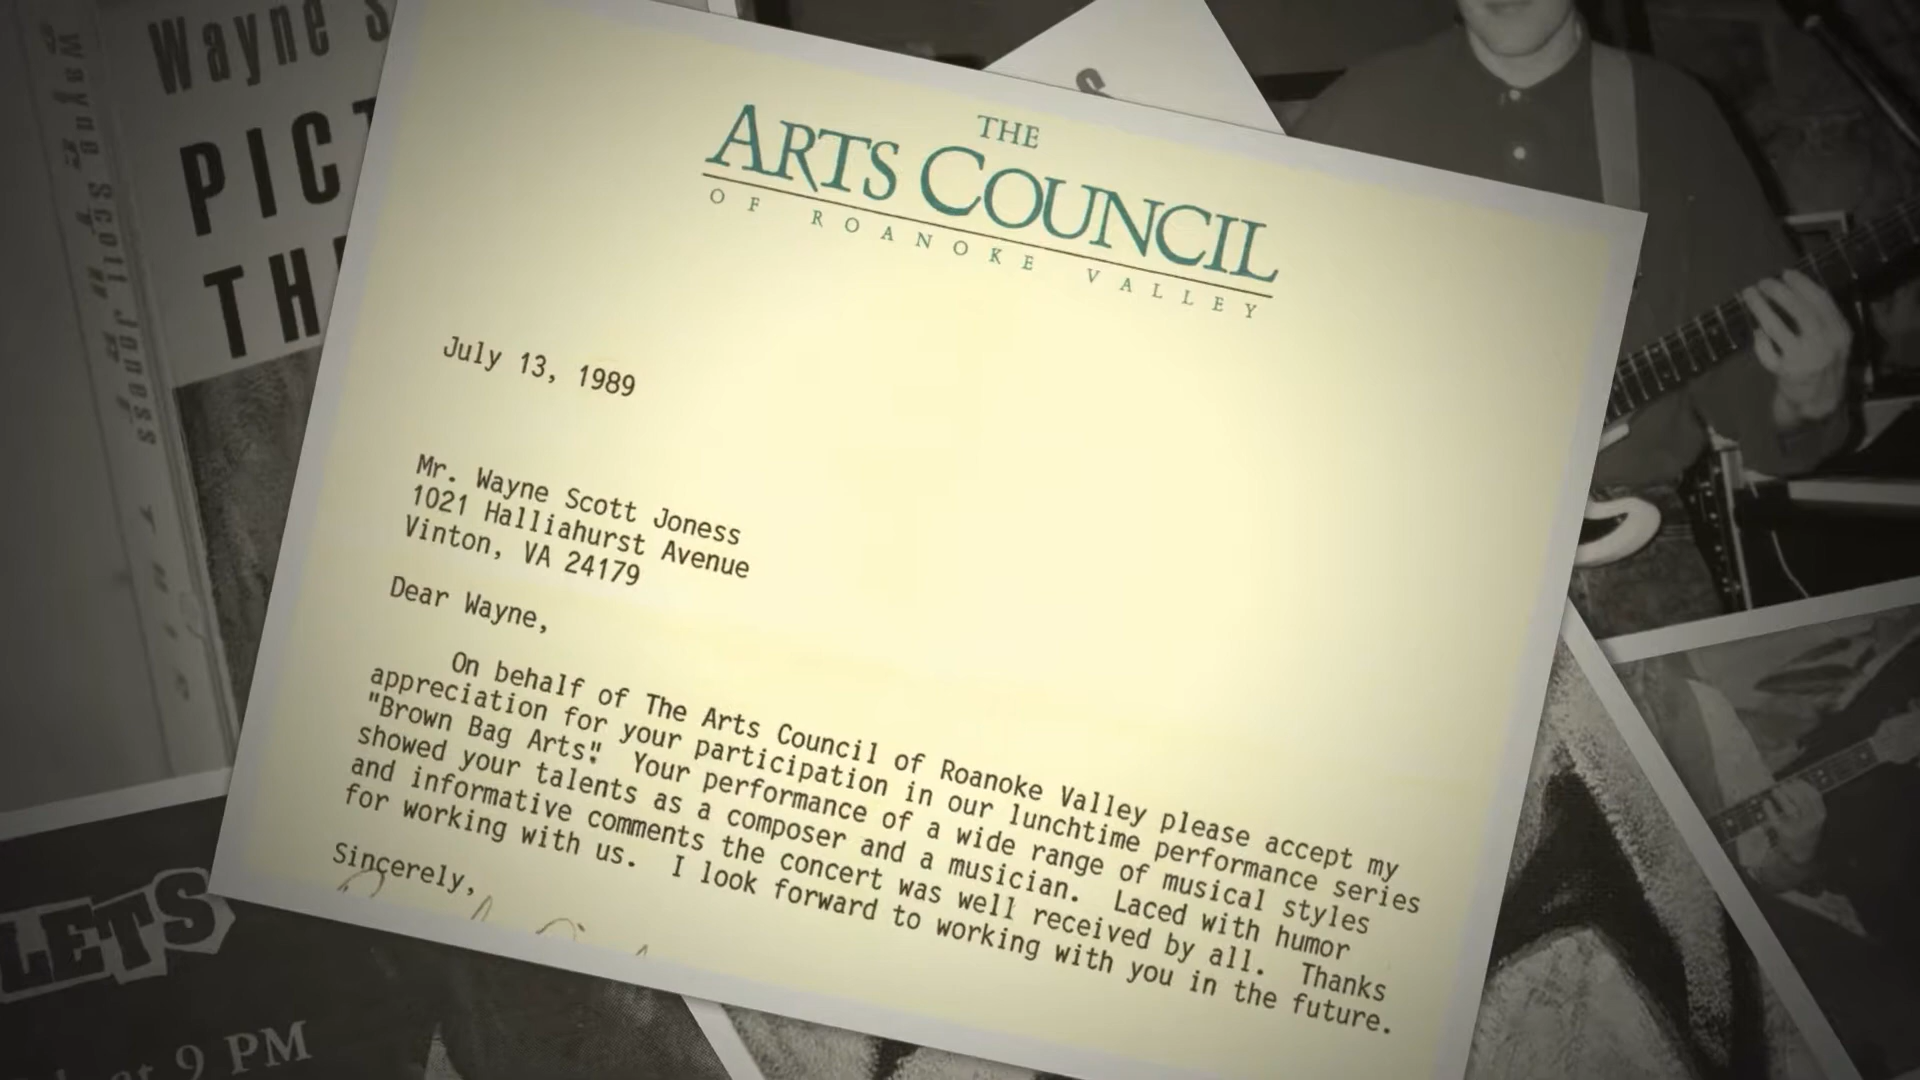 Wayne S
PICT
TH
Wayne Scott Joness
S
THE
ARTS COUNCIL
OF ROANOKE VALLEY
July 13, 1989
Mr. Wayne Scott Joness
1021 Halliahurst Avenue
Vinton, VA 24179
Dear Wayne,
On behalf of The Arts Council of Roanoke Valley please accept my
appreciation for your participation in our lunchtime performance series
"Brown Bag Arts". Your performance of a wide range of musical styles
showed your talents as a composer and a musician. Laced with humor
and informative comments the concert was well received by all. Thanks
for working with us. I look forward to working with you in the future.
Sincerely,
LETS
at 9 PM